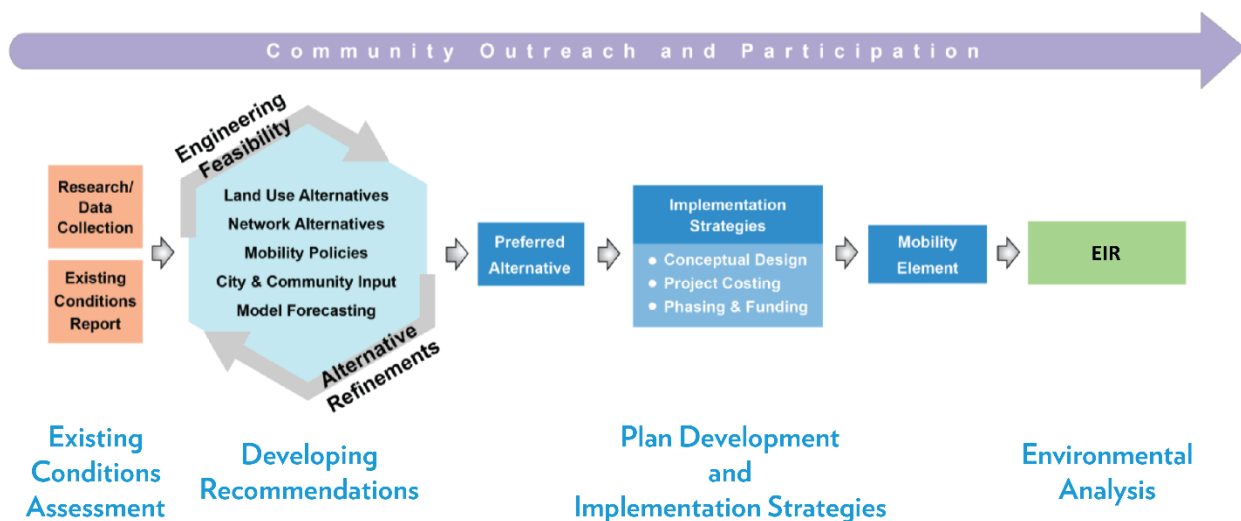 Community Outreach and Participation
Engineering
Feasibility
Research/
Data
Collection
Existing
Conditions
Report
Land Use Alternatives
Network Alternatives
Mobility Policies
City & Community Input
Model Forecasting
Alternative
Refinements
Preferred
Alternative
Implementation
Strategies
● Conceptual Design
● Project Costing
● Phasing & Funding
Mobility
Element
EIR
Existing
Conditions
Assessment
Developing
Recommendations
Plan Development
and
Implementation Strategies
Environmental
Analysis